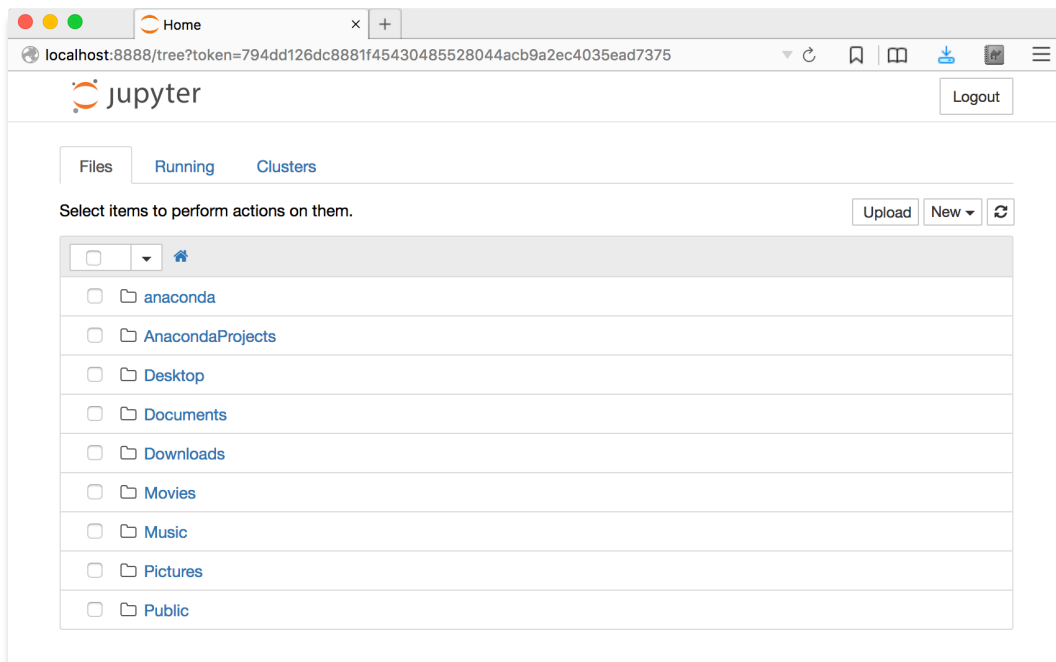 Home
localhost:8888/tree?token=794dd126dc8881f45430485528044acb9a2ec4035ead7375
jupyter
Logout
Files Running Clusters
Select items to perform actions on them.
Upload New
anaconda
AnacondaProjects
Desktop
Documents
Downloads
Movies
Music
Pictures
Public